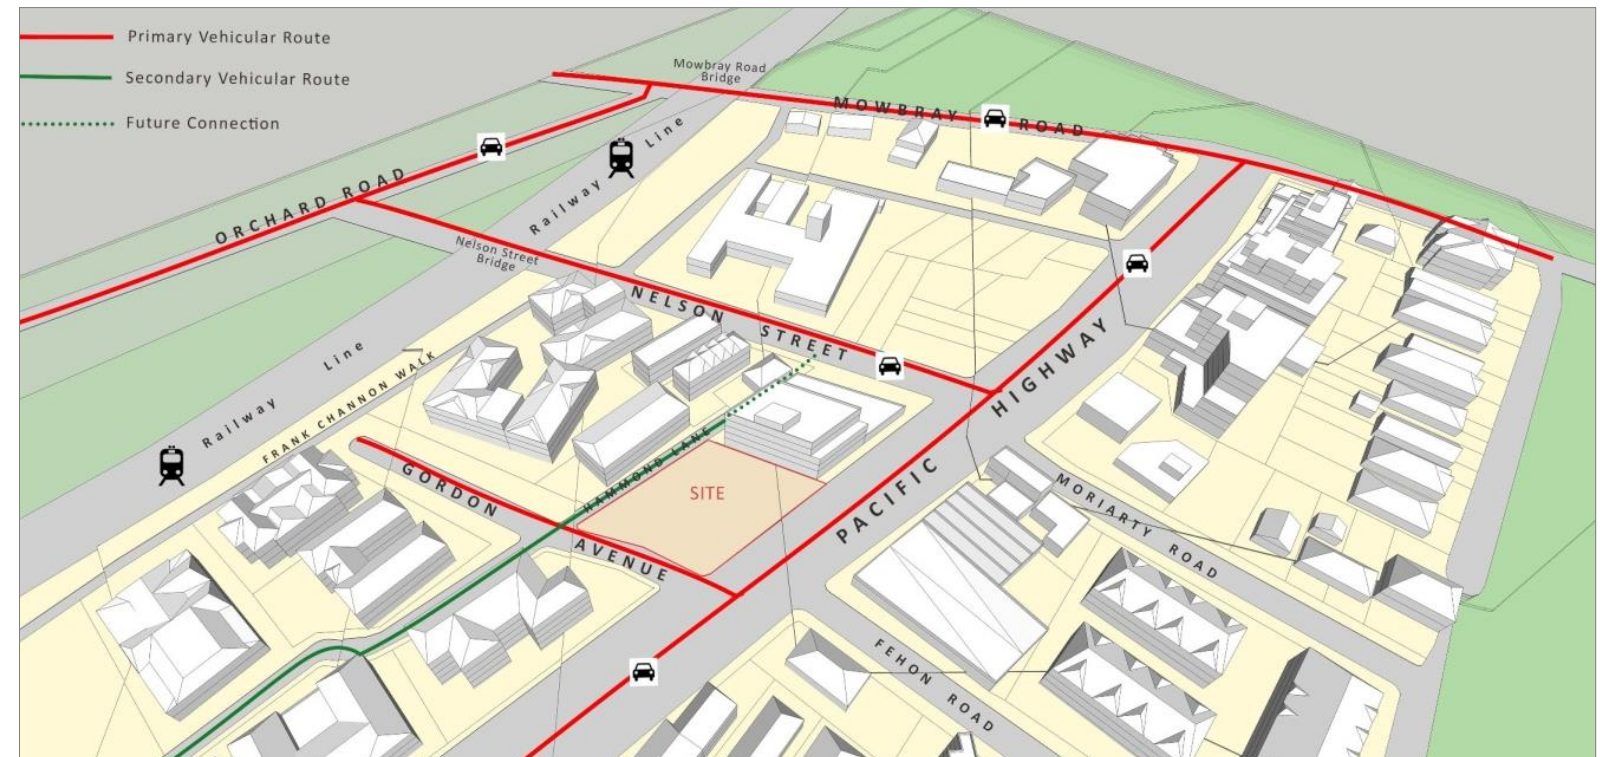 Primary Vehicular Route
Secondary Vehicular Route
Future Connection
Mowbray Road
Bridge
MOWBRAY ROAD
Railway Line
ORCHARD ROAD
Nelson Street
Bridge
NELSON STREET
Railway Line
FRANK CHANNON WALK
PACIFIC HIGHWAY
HAMMOND LANE
GORDON AVENUE
SITE
MORIARTY ROAD
FEHON ROAD